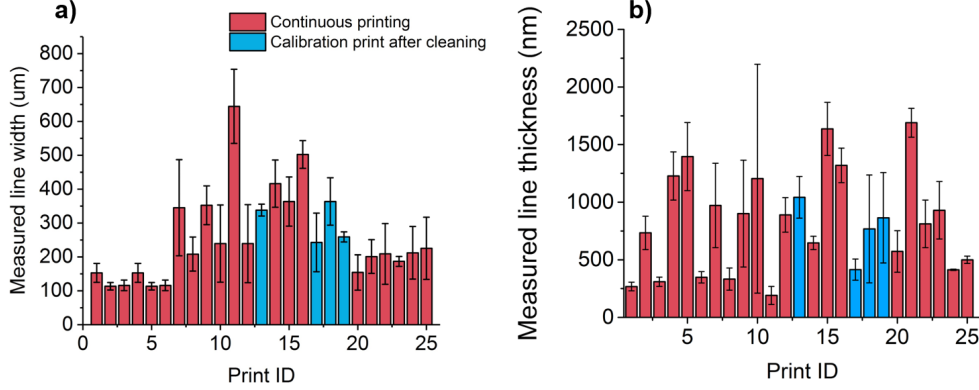 a)
Continuous printing
Calibration print after cleaning
Measured line width (um)
800
700
600
500
400
300
200
100
0
0 5 10 15 20 25
Print ID
b)
Measured line thickness (nm)
2500
2000
1500
1000
500
0
5 10 15 20 25
Print ID